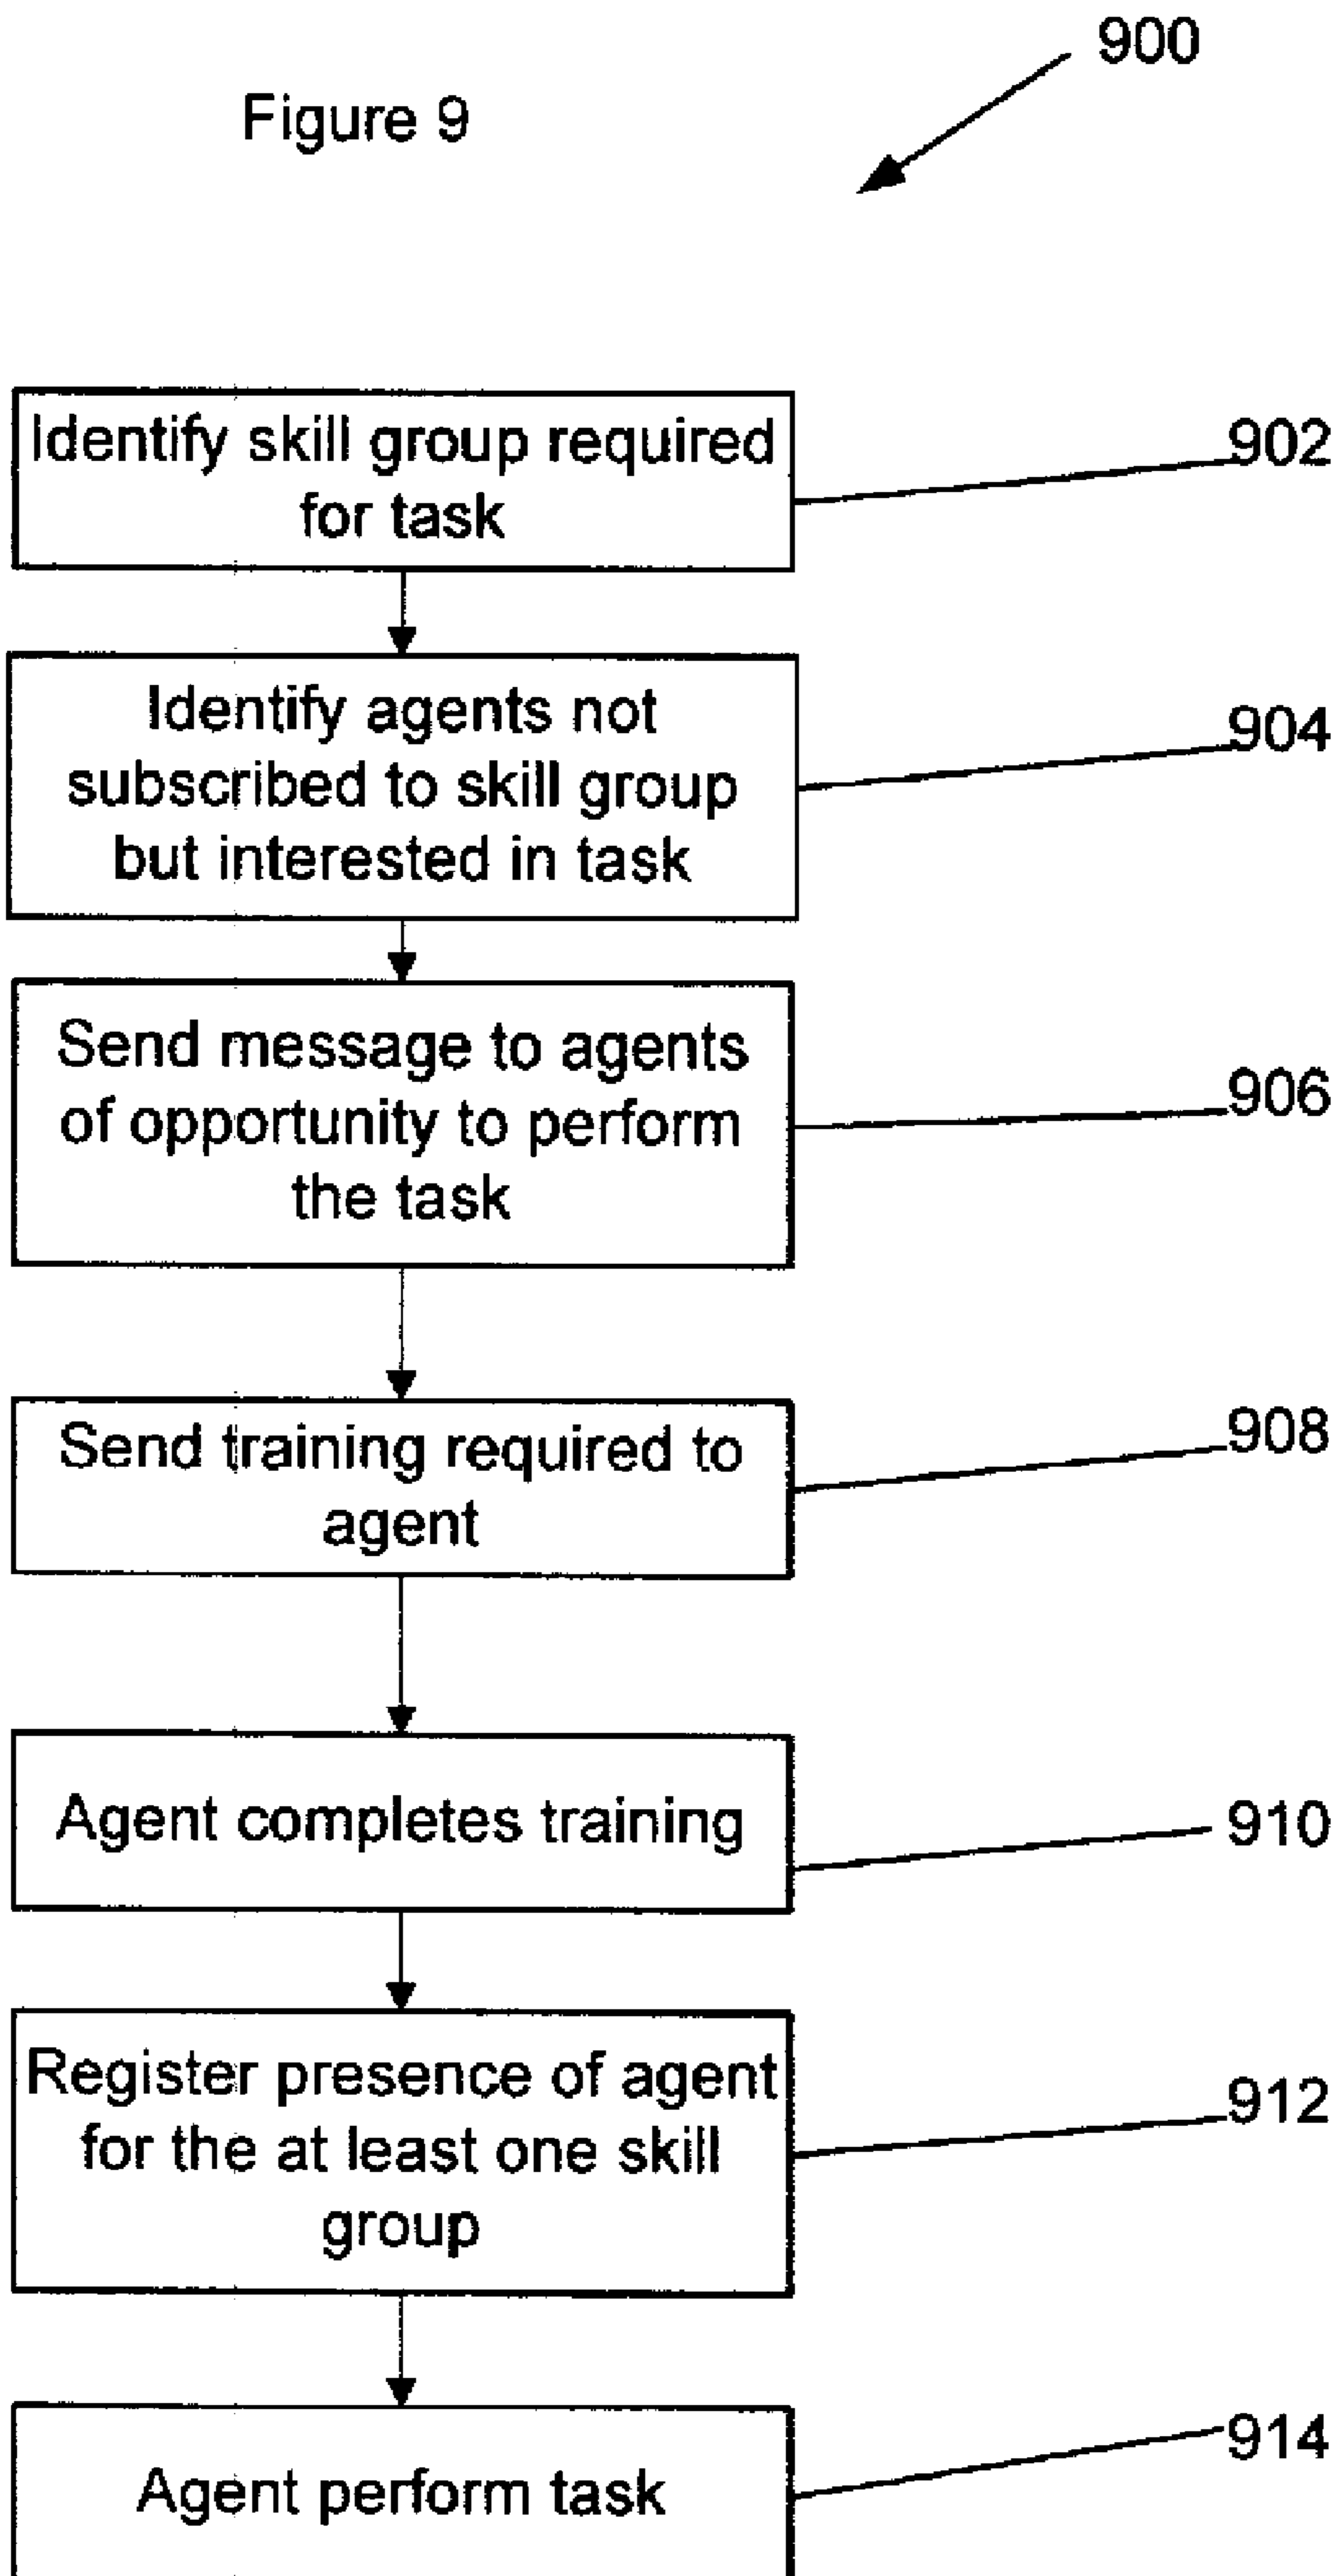 900
Figure 9
Identify skill group required
for task
902
Identify agents not
subscribed to skill group
but interested in task
904
Send message to agents
of opportunity to perform
the task
906
Send training required to
agent
908
Agent completes training
910
Register presence of agent
for the at least one skill
group
912
Agent perform task
914